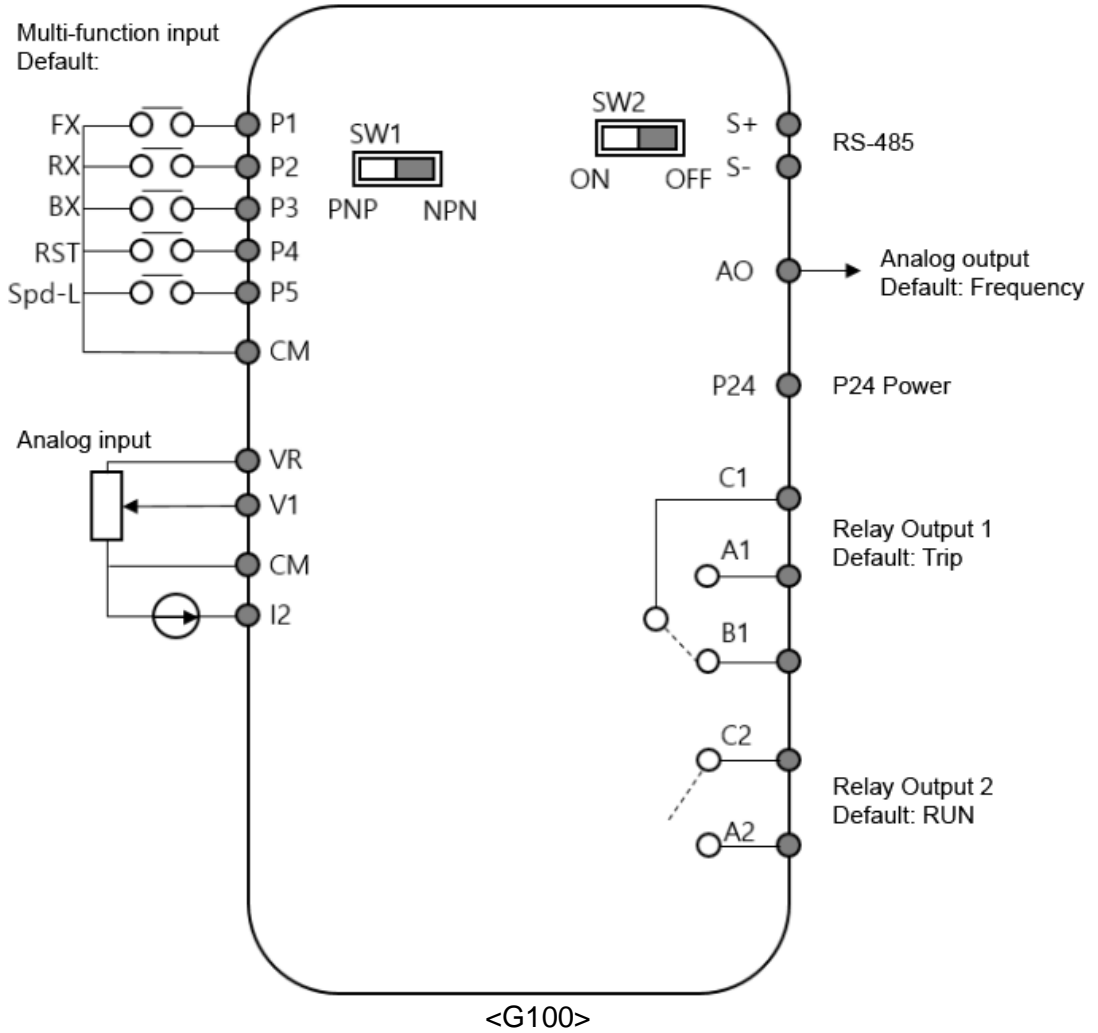 Multi-function input
Default:
FX
P1
RX
P2
BX
P3
RST
P4
Spd-L
P5
CM
SW1
PNP
NPN
SW2
ON
OFF
S+
S-
RS-485
AO
Analog output
Default: Frequency
P24
P24 Power
Analog input
VR
V1
CM
I2
C1
A1
B1
Relay Output 1
Default: Trip
C2
A2
Relay Output 2
Default: RUN
<G100>